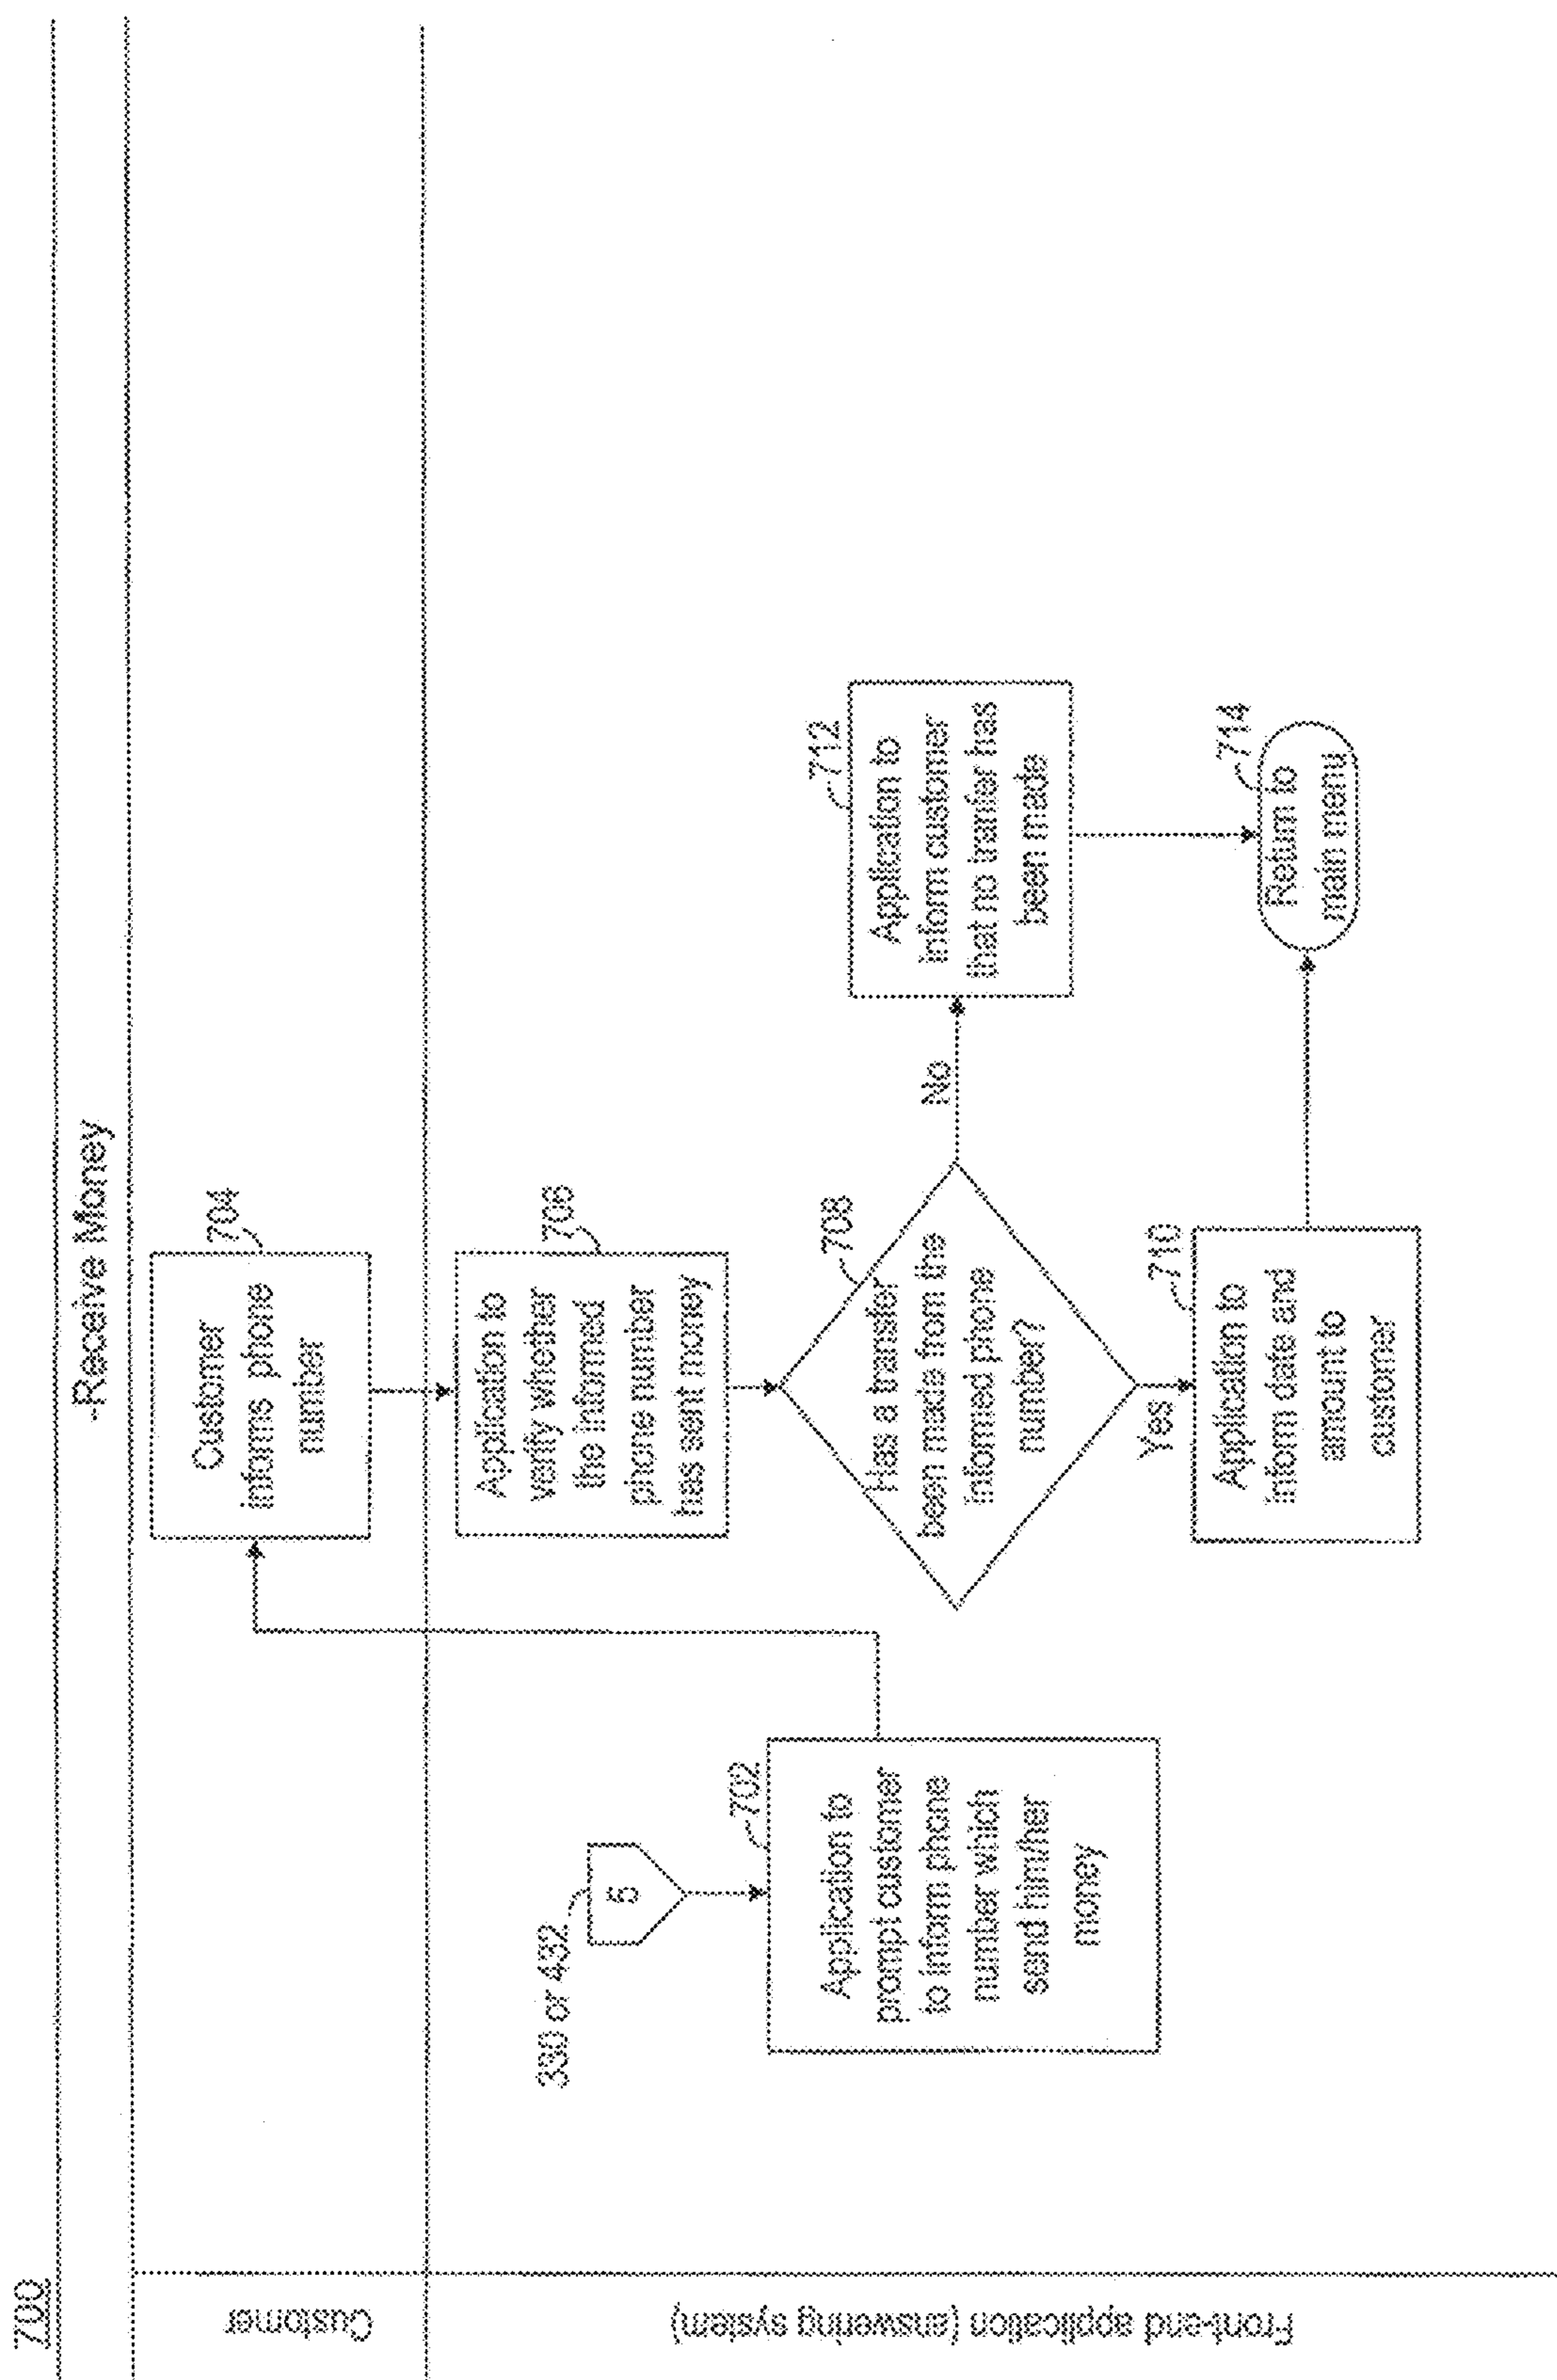 700
-Receive Money
Customer
704
Customer
informs phone
number
Front-end application (answering system)
330 or 432
5
702
Application to
prompt customer
to inform phone
number which
send him/her
money
706
Application to
verify whether
the informed
phone number
has sent money
708
Has a transfer
been made from the
informed phone
number?
No
Yes
712
Application to
inform customer
that no tranfer has
been made
710
Application to
inform date and
amount to
customer
714
Return to
main menu